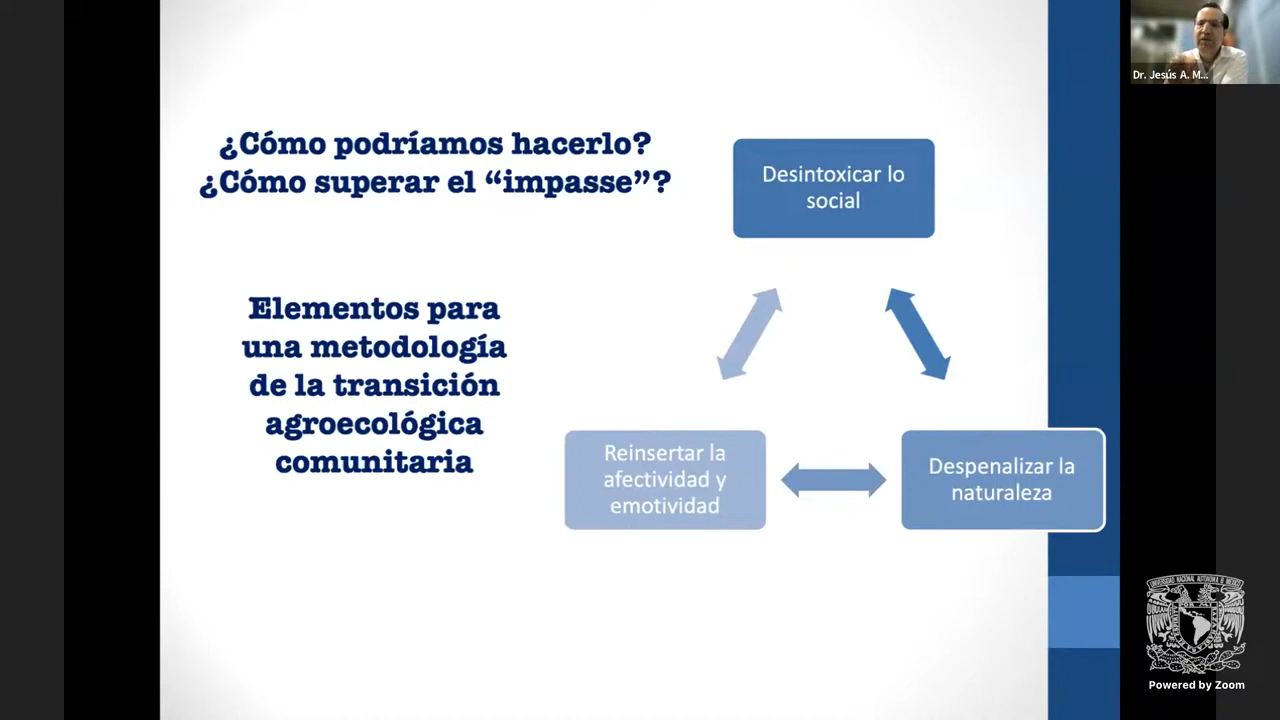 Dr. Jesús A. M...
¿Cómo podríamos hacerlo?
¿Cómo superar el “impasse”?
Desintoxicar lo
social
Elementos para
una metodología
de la transición
agroecológica
comunitaria
Reinsertar la
afectividad y
emotividad
Despenalizar la
naturaleza
Powered by Zoom